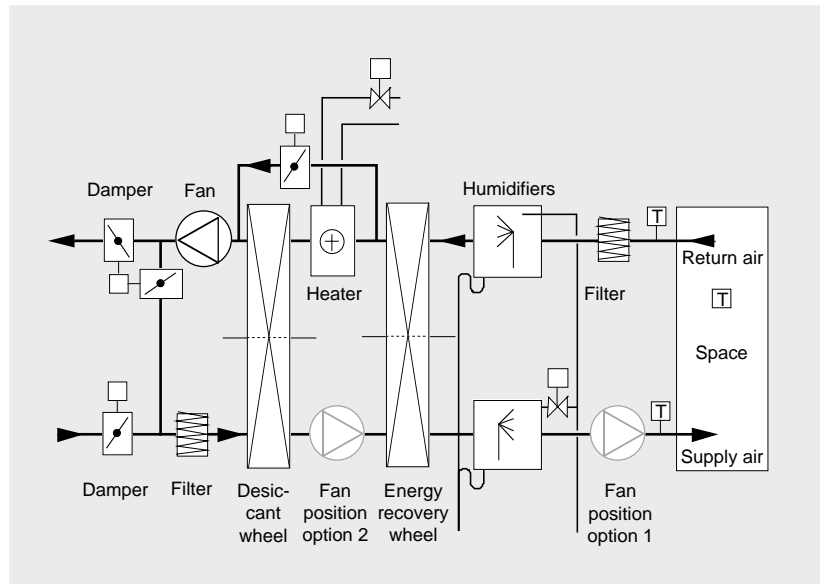 Damper
Fan
Humidifiers
T
Return air
Heater
Filter
T
Space
T
Supply air
Damper
Filter
Desic-
cant
wheel
Fan
position
option 2
Energy
recovery
wheel
Fan
position
option 1